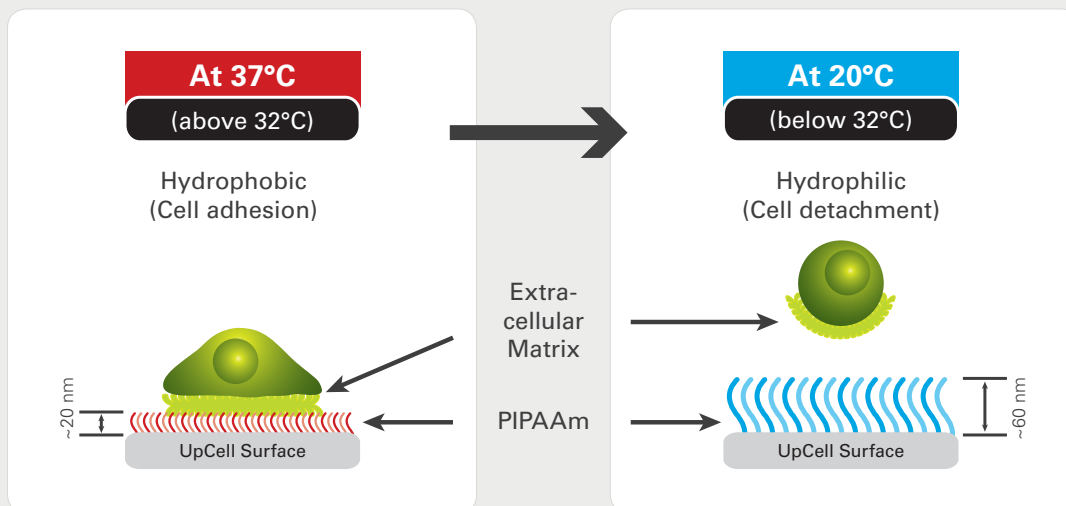 At 37°C
(above 32°C)
Hydrophobic
(Cell adhesion)
~20 nm
UpCell Surface
Extra-
cellular
Matrix
PIPAAm
At 20°C
(below 32°C)
Hydrophilic
(Cell detachment)
~60 nm
UpCell Surface